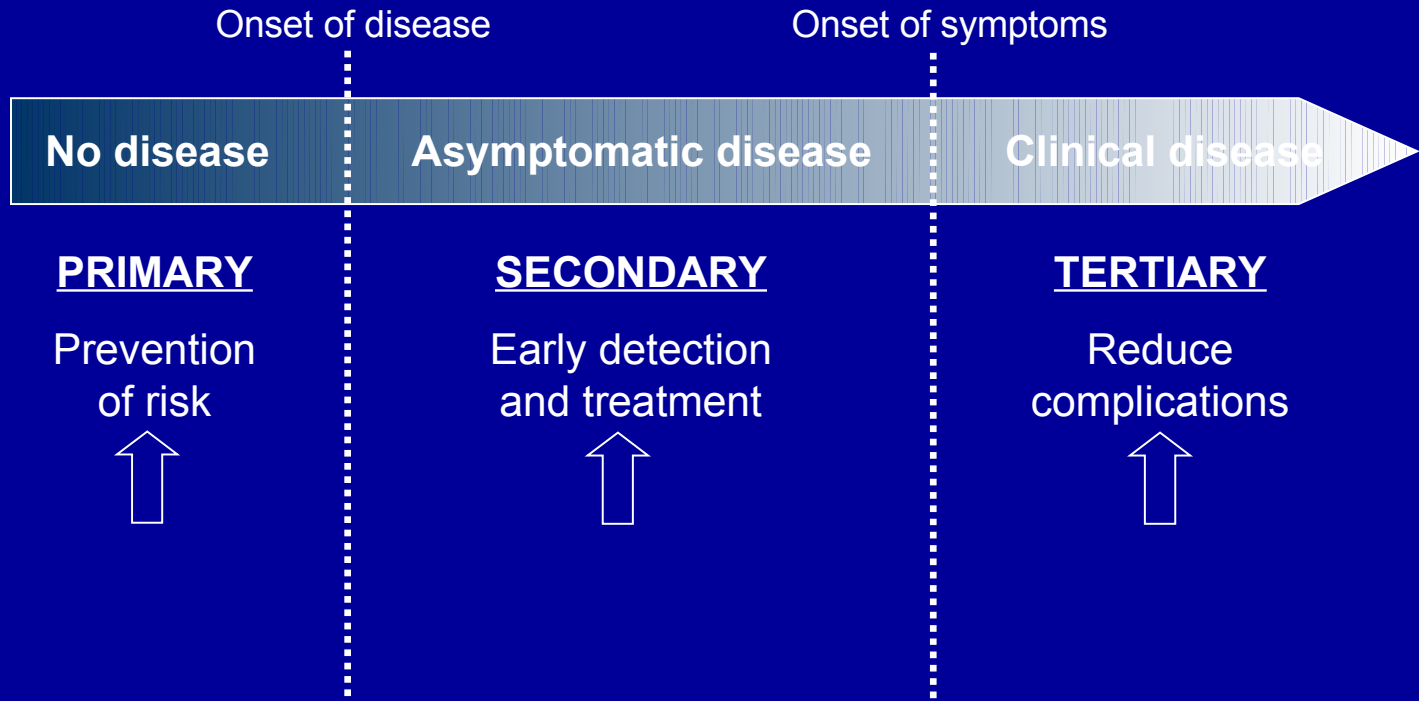 Onset of disease
Onset of symptoms
No disease
Asymptomatic disease
Clinical disease
PRIMARY
SECONDARY
TERTIARY
Prevention
of risk
Early detection
and treatment
Reduce
complications